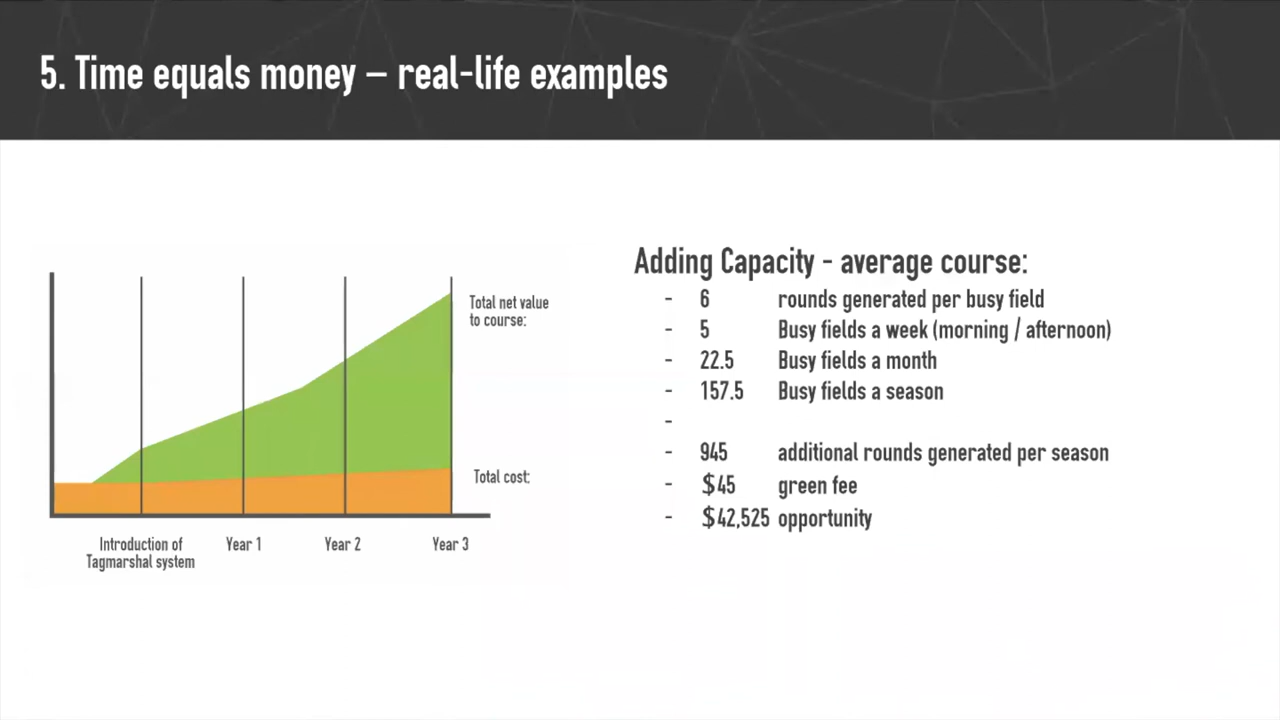 5. Time equals money – real-life examples
Total net value
to course:
Total cost:
Introduction of
Tagmarshal system
Year 1
Year 2
Year 3
Adding Capacity - average course:
- 6 rounds generated per busy field
- 5 Busy fields a week (morning / afternoon)
- 22.5 Busy fields a month
- 157.5 Busy fields a season
-
- 945 additional rounds generated per season
- $45 green fee
- $42,525 opportunity